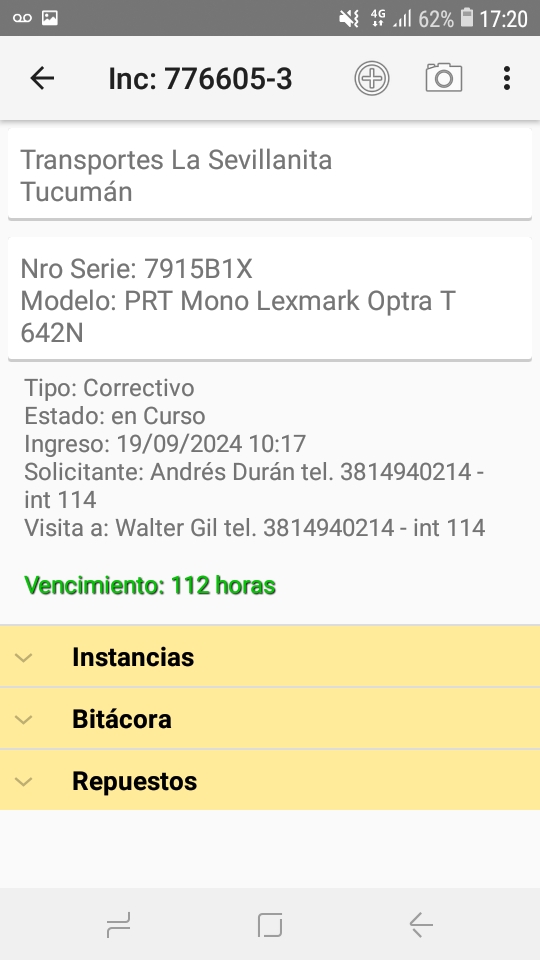 4G 62% 17:20
Inc: 776605-3
Transportes La Sevillanita
Tucumán
Nro Serie: 7915B1X
Modelo: PRT Mono Lexmark Optra T
642N
Tipo: Correctivo
Estado: en Curso
Ingreso: 19/09/2024 10:17
Solicitante: Andrés Durán tel. 3814940214 -
int 114
Visita a: Walter Gil tel. 3814940214 - int 114
Vencimiento: 112 horas
Instancias
Bitácora
Repuestos